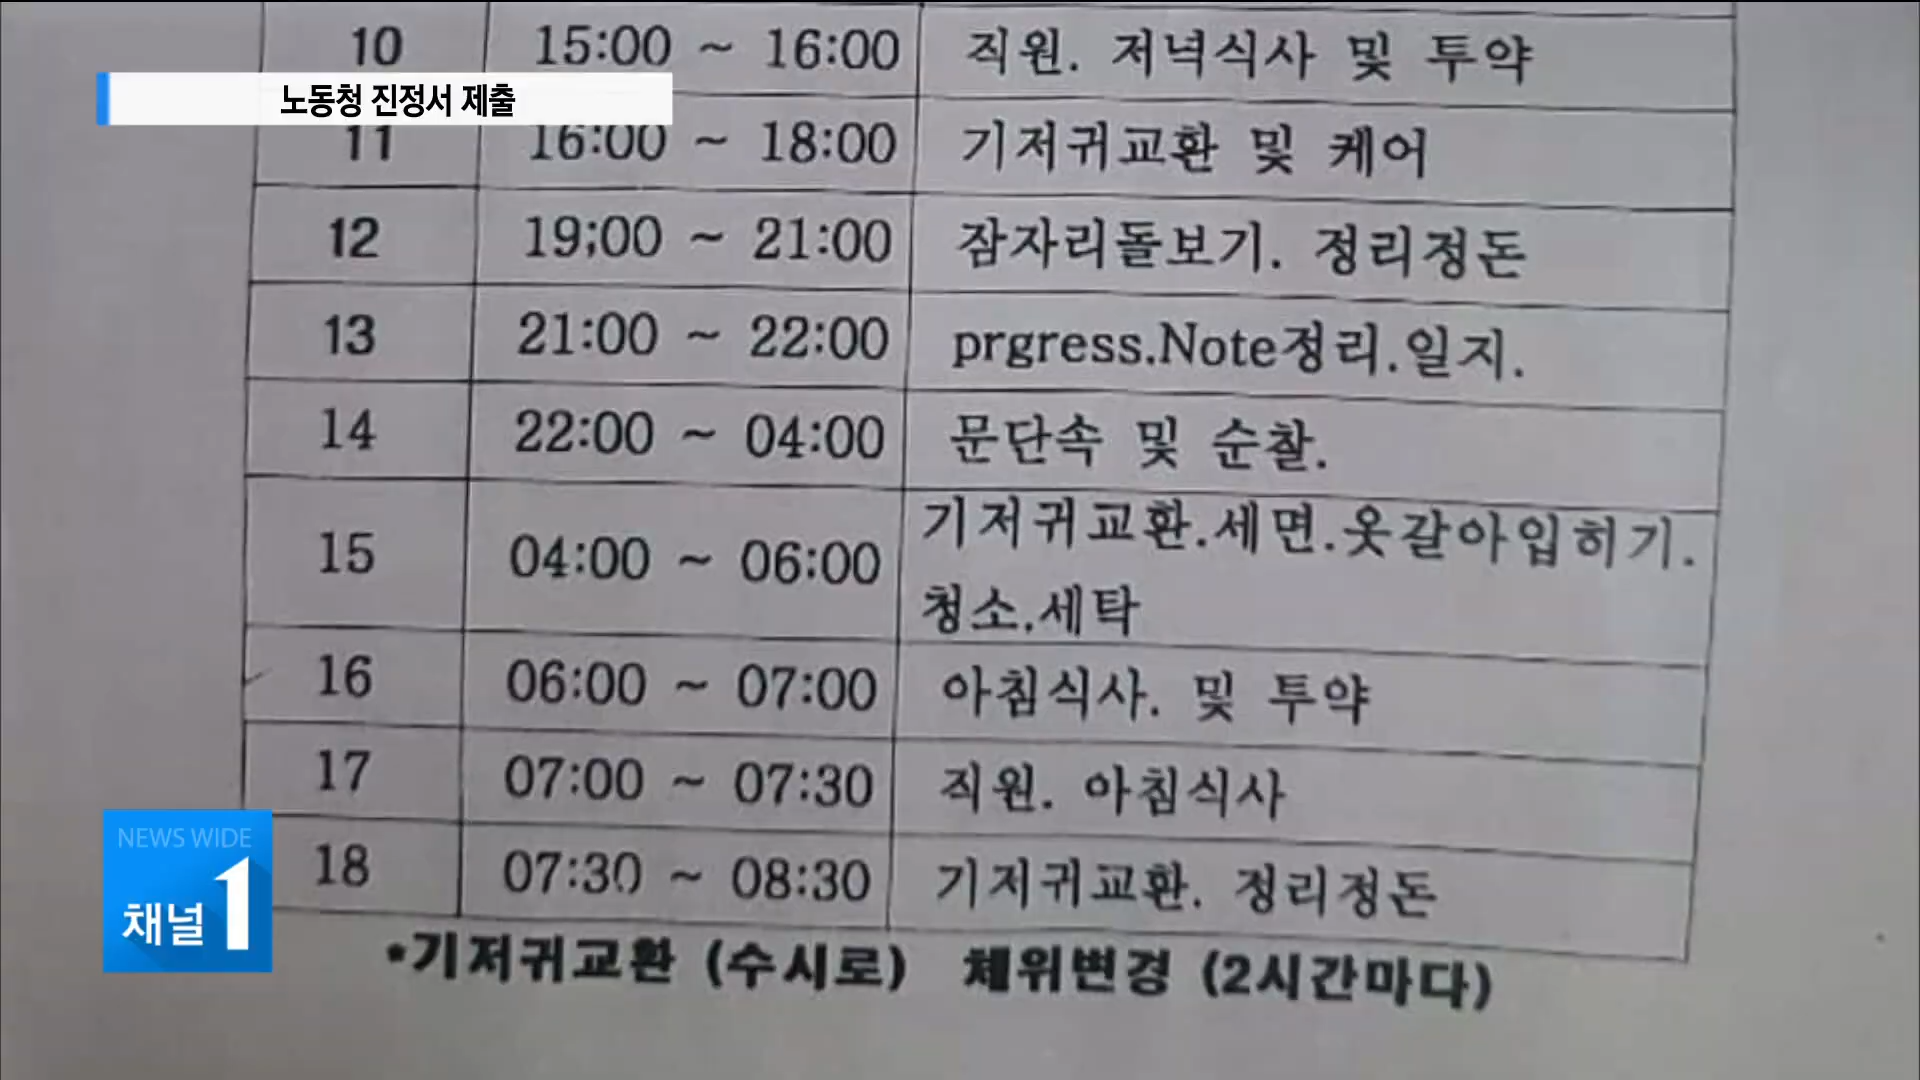 10 15:00 ~ 16:00 직원. 저녁식사 및 투약
노동청 진정서 제출
11 16:00 ~ 18:00 기저귀교환 및 케어
12 19;00 ~ 21:00 잠자리돌보기. 정리정돈
13 21:00 ~ 22:00 prgress.Note정리.일지.
14 22:00 ~ 04:00 문단속 및 순찰.
15 04:00 ~ 06:00 기저귀교환.세면.옷갈아입히기.
청소.세탁
16 06:00 ~ 07:00 아침식사. 및 투약
17 07:00 ~ 07:30 직원. 아침식사
18 07:30 ~ 08:30 기저귀교환. 정리정돈
*기저귀교환 (수시로) 체위변경 (2시간마다)
NEWS WIDE
채널1